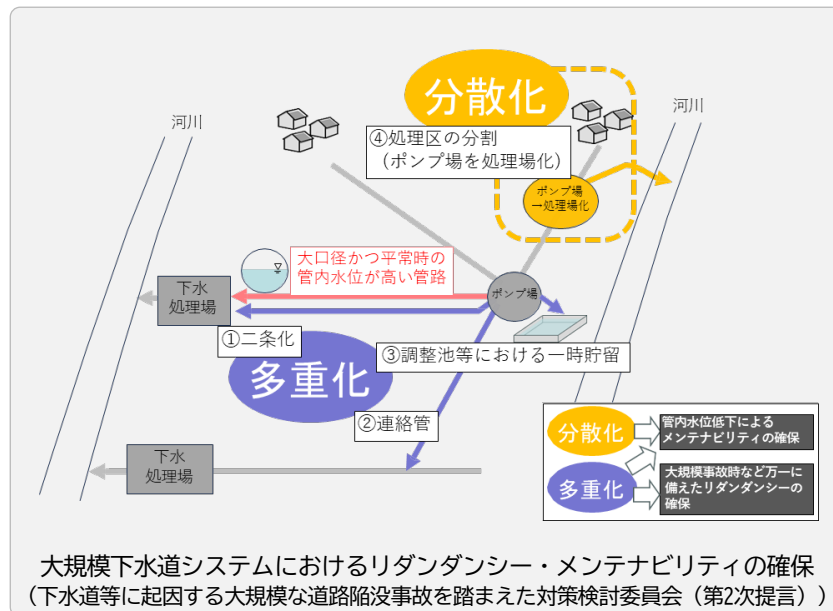 分散化
河川
河川
④処理区の分割
(ポンプ場を処理場化)
ポンプ場
→処理場化
大口径かつ平常時の
管内水位が高い管路
下水
処理場
ポンプ場
①二条化
③調整池等における一時貯留
多重化
②連絡管
下水
処理場
分散化
管内水位低下による
メンテナビリティの確保
多重化
大規模事故時など万一に
備えたリダンダンシーの
確保
大規模下水道システムにおけるリダンダンシー・メンテナビリティの確保
(下水道等に起因する大規模な道路陥没事故を踏まえた対策検討委員会(第2次提言))